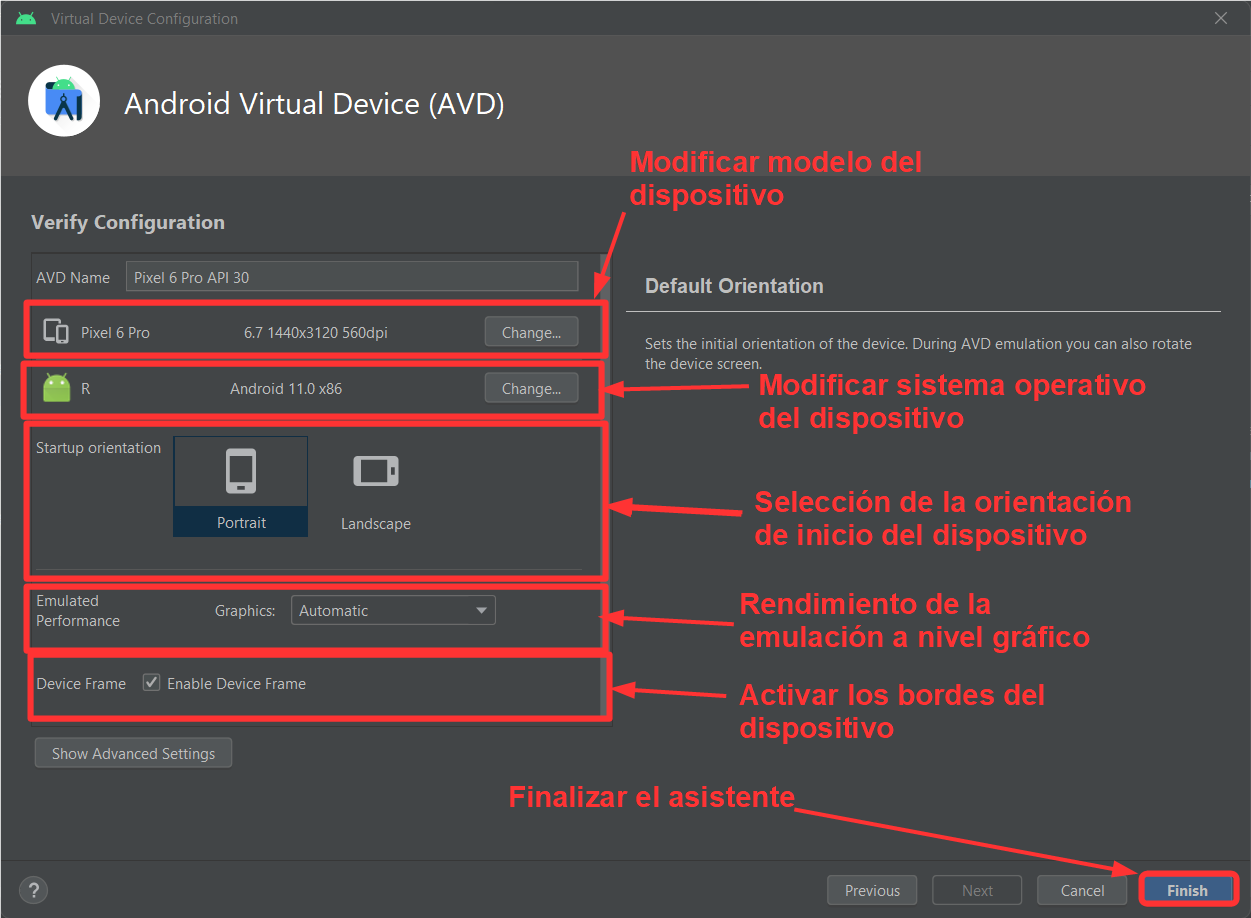 Virtual Device Configuration
Android Virtual Device (AVD)
Modificar modelo del
dispositivo
Verify Configuration
AVD Name Pixel 6 Pro API 30
Default Orientation
Pixel 6 Pro 6.7 1440x3120 560dpi Change...
Sets the initial orientation of the device. During AVD emulation you can also rotate
the device screen.
R Android 11.0 x86 Change...
Modificar sistema operativo
del dispositivo
Startup orientation
Portrait
Landscape
Selección de la orientación
de inicio del dispositivo
Emulated
Performance
Graphics: Automatic
Rendimiento de la
emulación a nivel gráfico
Device Frame Enable Device Frame
Activar los bordes del
dispositivo
Show Advanced Settings
Finalizar el asistente
? Previous Next Cancel Finish